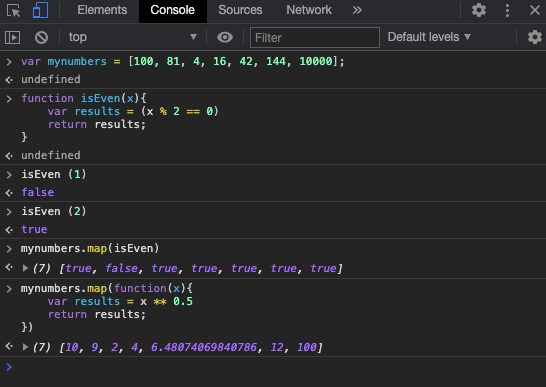 Elements Console Sources Network »
top Filter Default levels
var mynumbers = [100, 81, 4, 16, 42, 144, 10000];
undefined
function isEven(x){
    var results = (x % 2 == 0)
    return results;
}
undefined
isEven (1)
false
isEven (2)
true
mynumbers.map(isEven)
(7) [true, false, true, true, true, true, true]
mynumbers.map(function(x){
    var results = x ** 0.5
    return results;
})
(7) [10, 9, 2, 4, 6.48074069840786, 12, 100]